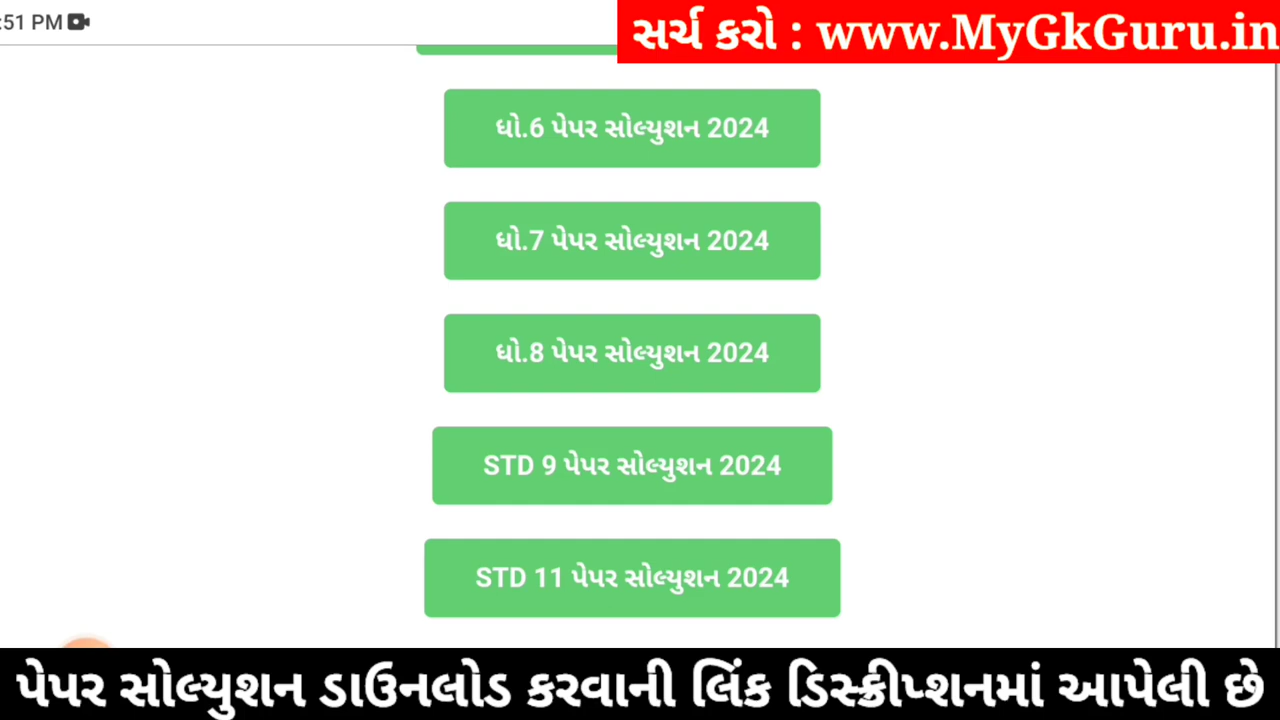 :51 PM
સર્ચ કરો : www.MyGkGuru.in
ધો.6 પેપર સોલ્યુશન 2024
ધો.7 પેપર સોલ્યુશન 2024
ધો.8 પેપર સોલ્યુશન 2024
STD 9 પેપર સોલ્યુશન 2024
STD 11 પેપર સોલ્યુશન 2024
પેપર સોલ્યુશન ડાઉનલોડ કરવાની લિંક ડિસ્ક્રીપ્શનમાં આપેલી છે